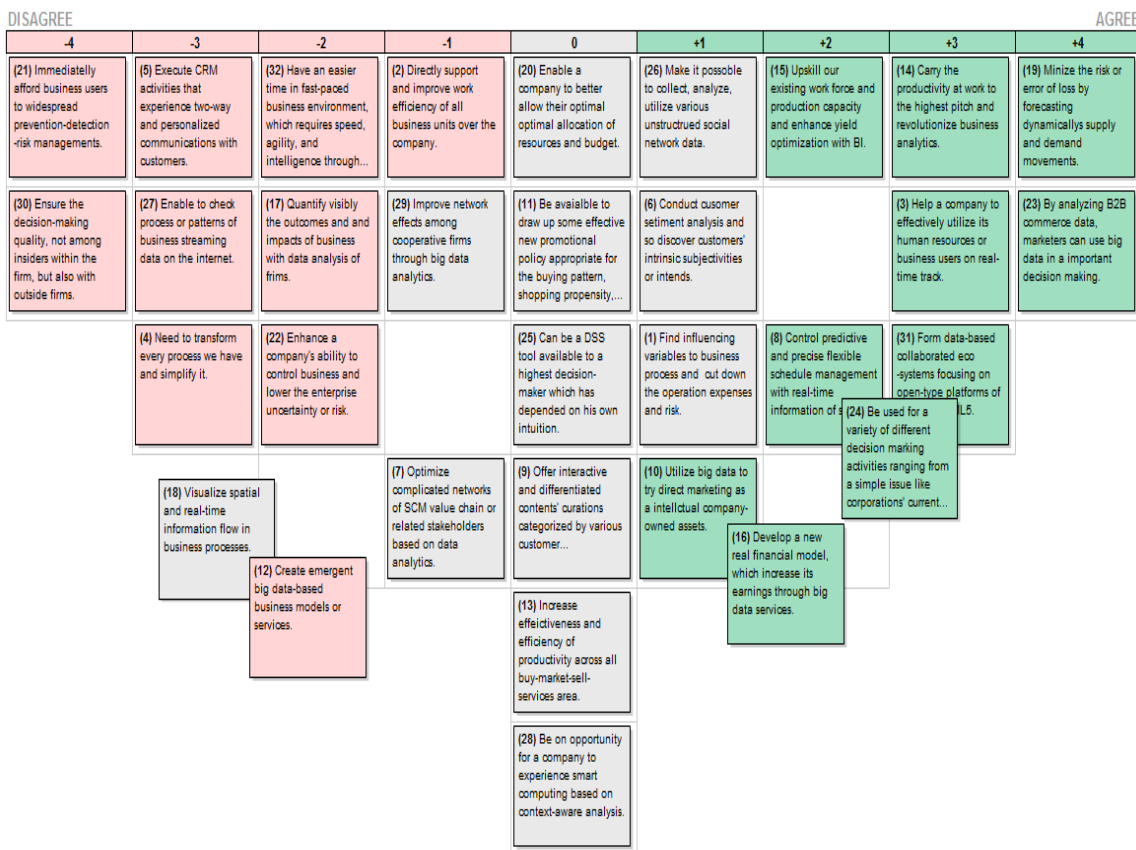 DISAGREE
AGREE
-4
-3
-2
-1
0
+1
+2
+3
+4
(21) Immediatelly
afford business users
to widespread
prevention-detection
-risk managements.
(5) Execute CRM
activities that
experience two-way
and personalized
communications with
customers.
(32) Have an easier
time in fast-paced
business environment,
which requires speed,
agility, and
intelligence through...
(2) Directly support
and improve work
efficiency of all
business units over the
company.
(20) Enable a
company to better
allow their optimal
optimal allocation of
resources and budget.
(26) Make it possoble
to collect, analyze,
utilize various
unstructrued social
network data.
(15) Upskill our
existing work force and
production capacity
and enhance yield
optimization with BI.
(14) Carry the
productivity at work to
the highest pitch and
revolutionize business
analytics.
(19) Minize the risk or
error of loss by
forecasting
dynamicallys supply
and demand
movements.
(30) Ensure the
decision-making
quality, not among
insiders within the
firm, but also with
outside firms.
(27) Enable to check
process or patterns of
business streaming
data on the internet.
(17) Quantify visibly
the outcomes and and
impacts of business
with data analysis of
frims.
(29) Improve network
effects among
cooperative firms
through big data
analytics.
(11) Be avaialble to
draw up some effective
new promotional
policy appropriate for
the buying pattern,
shopping propensity,...
(6) Conduct cusomer
setiment analysis and
so discover customers'
intrinsic subjectivities
or intends.
(3) Help a company to
effectively utilize its
human resources or
business users on real-
time track.
(23) By analyzing B2B
commerce data,
marketers can use big
data in a important
decision making.
(4) Need to transform
every process we have
and simplify it.
(22) Enhance a
company's ability to
control business and
lower the enterprise
uncertainty or risk.
(25) Can be a DSS
tool available to a
highest decision-
maker which has
depended on his own
intuition.
(1) Find influencing
variables to business
process and cut down
the operation expenses
and risk.
(8) Control predictive
and precise flexible
schedule management
with real-time
information of
(31) Form data-based
collaborated eco
-systems focusing on
open-type platforms of
(24) Be used for a
variety of different
decision marking
activities ranging from
a simple issue like
corporations' current...
(18) Visualize spatial
and real-time
information flow in
business processes.
(7) Optimize
complicated networks
of SCM value chain or
related stakeholders
based on data
analytics.
(9) Offer interactive
and differentiated
contents' curations
categorized by various
customer...
(10) Utilize big data to
try direct marketing as
a intellctual company-
owned assets.
(16) Develop a new
real financial model,
which increase its
earnings through big
data services.
(12) Create emergent
big data-based
business models or
services.
(13) Increase
effeictiveness and
efficiency of
productivity across all
buy-market-sell-
services area.
(28) Be on opportunity
for a company to
experience smart
computing based on
context-aware analysis.